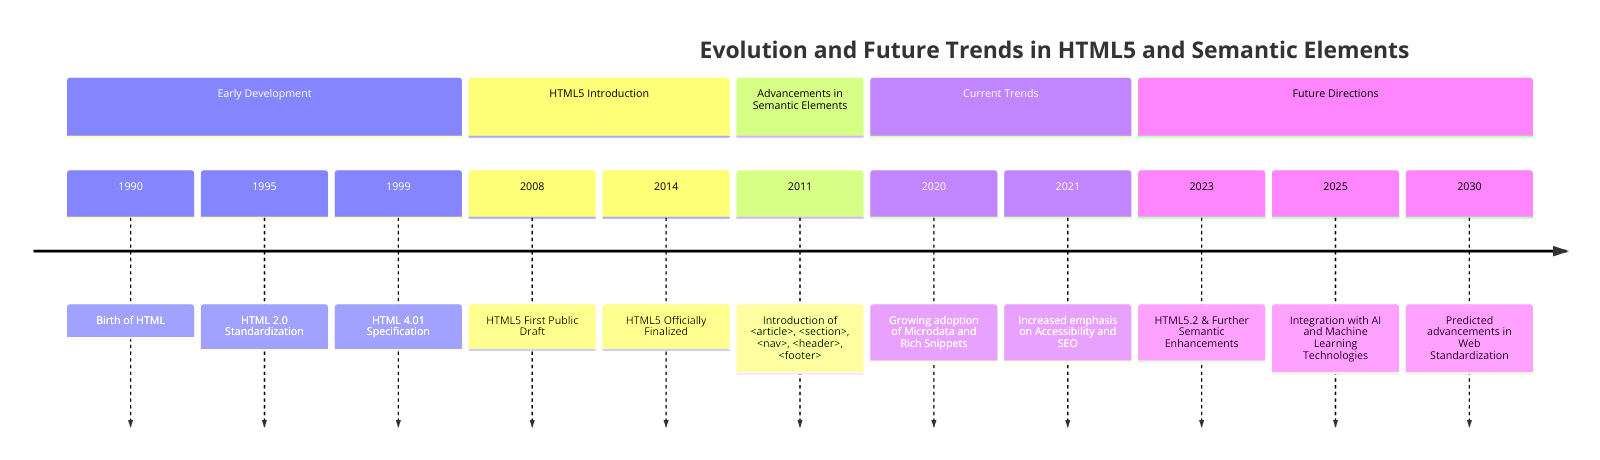 Evolution and Future Trends in HTML5 and Semantic Elements
Early Development
HTML5 Introduction
Advancements in
Semantic Elements
Current Trends
Future Directions
1990
1995
1999
2008
2014
2011
2020
2021
2023
2025
2030
Birth of HTML
HTML 2.0
Standardization
HTML 4.01
Specification
HTML5 First Public
Draft
HTML5 Officially
Finalized
Introduction of
<article>, <section>,
<nav>, <header>,
<footer>
Growing adoption
of Microdata and
Rich Snippets
Increased emphasis
on Accessibility and
SEO
HTML5.2 & Further
Semantic
Enhancements
Integration with AI
and Machine
Learning
Technologies
Predicted
advancements in
Web
Standardization